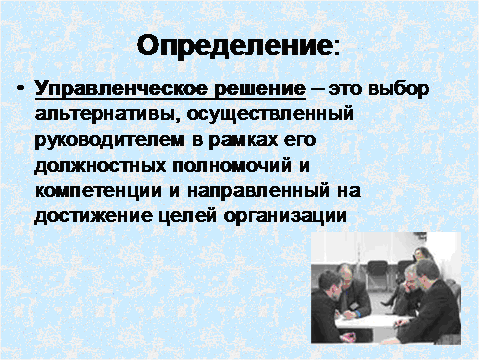 Определение:
• Управленческое решение – это выбор
альтернативы, осуществленный
руководителем в рамках его
должностных полномочий и
компетенции и направленный на
достижение целей организации